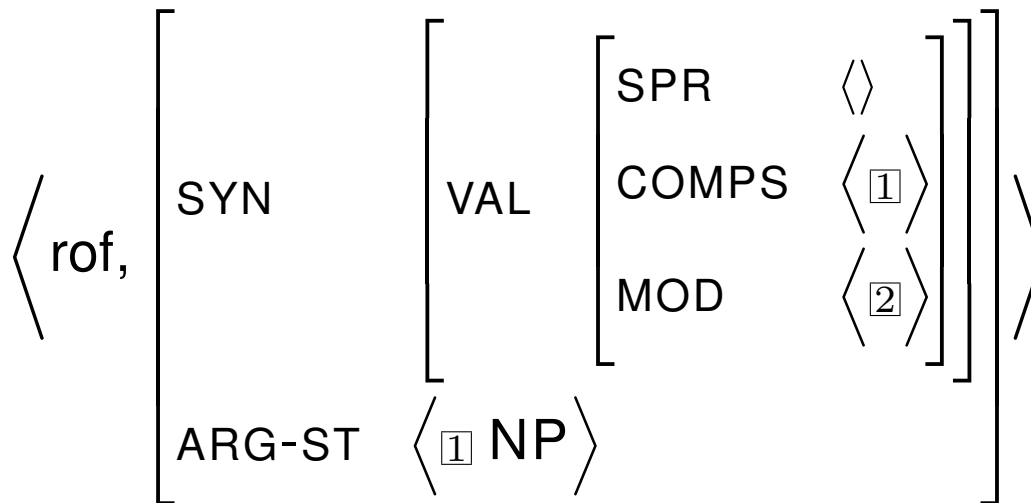 SPR ⟨⟩
SYN VAL COMPS ⟨ 1 ⟩
⟨ rof,
MOD ⟨ 2 ⟩ ⟩
ARG-ST ⟨ 1 NP ⟩